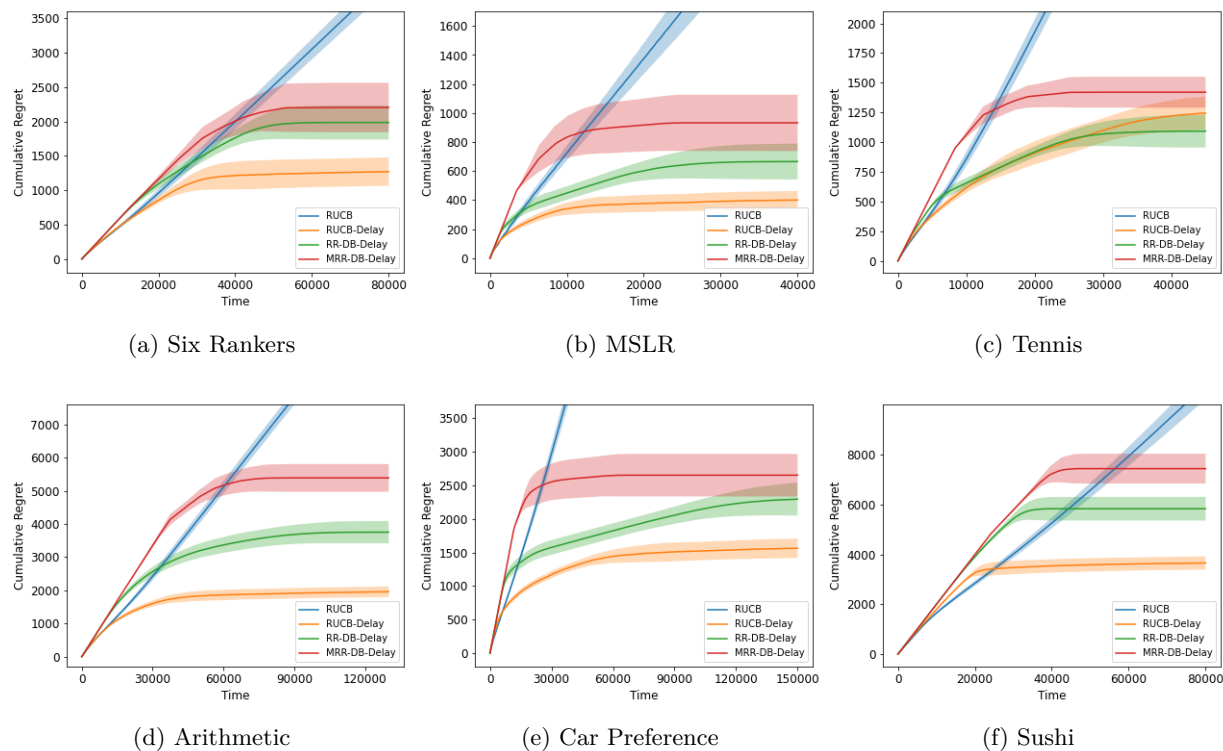 3500
3000
2500
2000
1500
1000
500
0
Cumulative Regret
0 20000 40000 60000 80000
Time
RUCB
RUCB-Delay
RR-DB-Delay
MRR-DB-Delay
(a) Six Rankers
1600
1400
1200
1000
800
600
400
200
0
Cumulative Regret
0 10000 20000 30000 40000
Time
RUCB
RUCB-Delay
RR-DB-Delay
MRR-DB-Delay
(b) MSLR
2000
1750
1500
1250
1000
750
500
250
0
Cumulative Regret
0 10000 20000 30000 40000
Time
RUCB
RUCB-Delay
RR-DB-Delay
MRR-DB-Delay
(c) Tennis
7000
6000
5000
4000
3000
2000
1000
0
Cumulative Regret
0 30000 60000 90000 120000
Time
RUCB
RUCB-Delay
RR-DB-Delay
MRR-DB-Delay
(d) Arithmetic
3500
3000
2500
2000
1500
1000
500
0
Cumulative Regret
0 30000 60000 90000 120000 150000
Time
RUCB
RUCB-Delay
RR-DB-Delay
MRR-DB-Delay
(e) Car Preference
8000
6000
4000
2000
0
Cumulative Regret
0 20000 40000 60000 80000
Time
RUCB
RUCB-Delay
RR-DB-Delay
MRR-DB-Delay
(f) Sushi